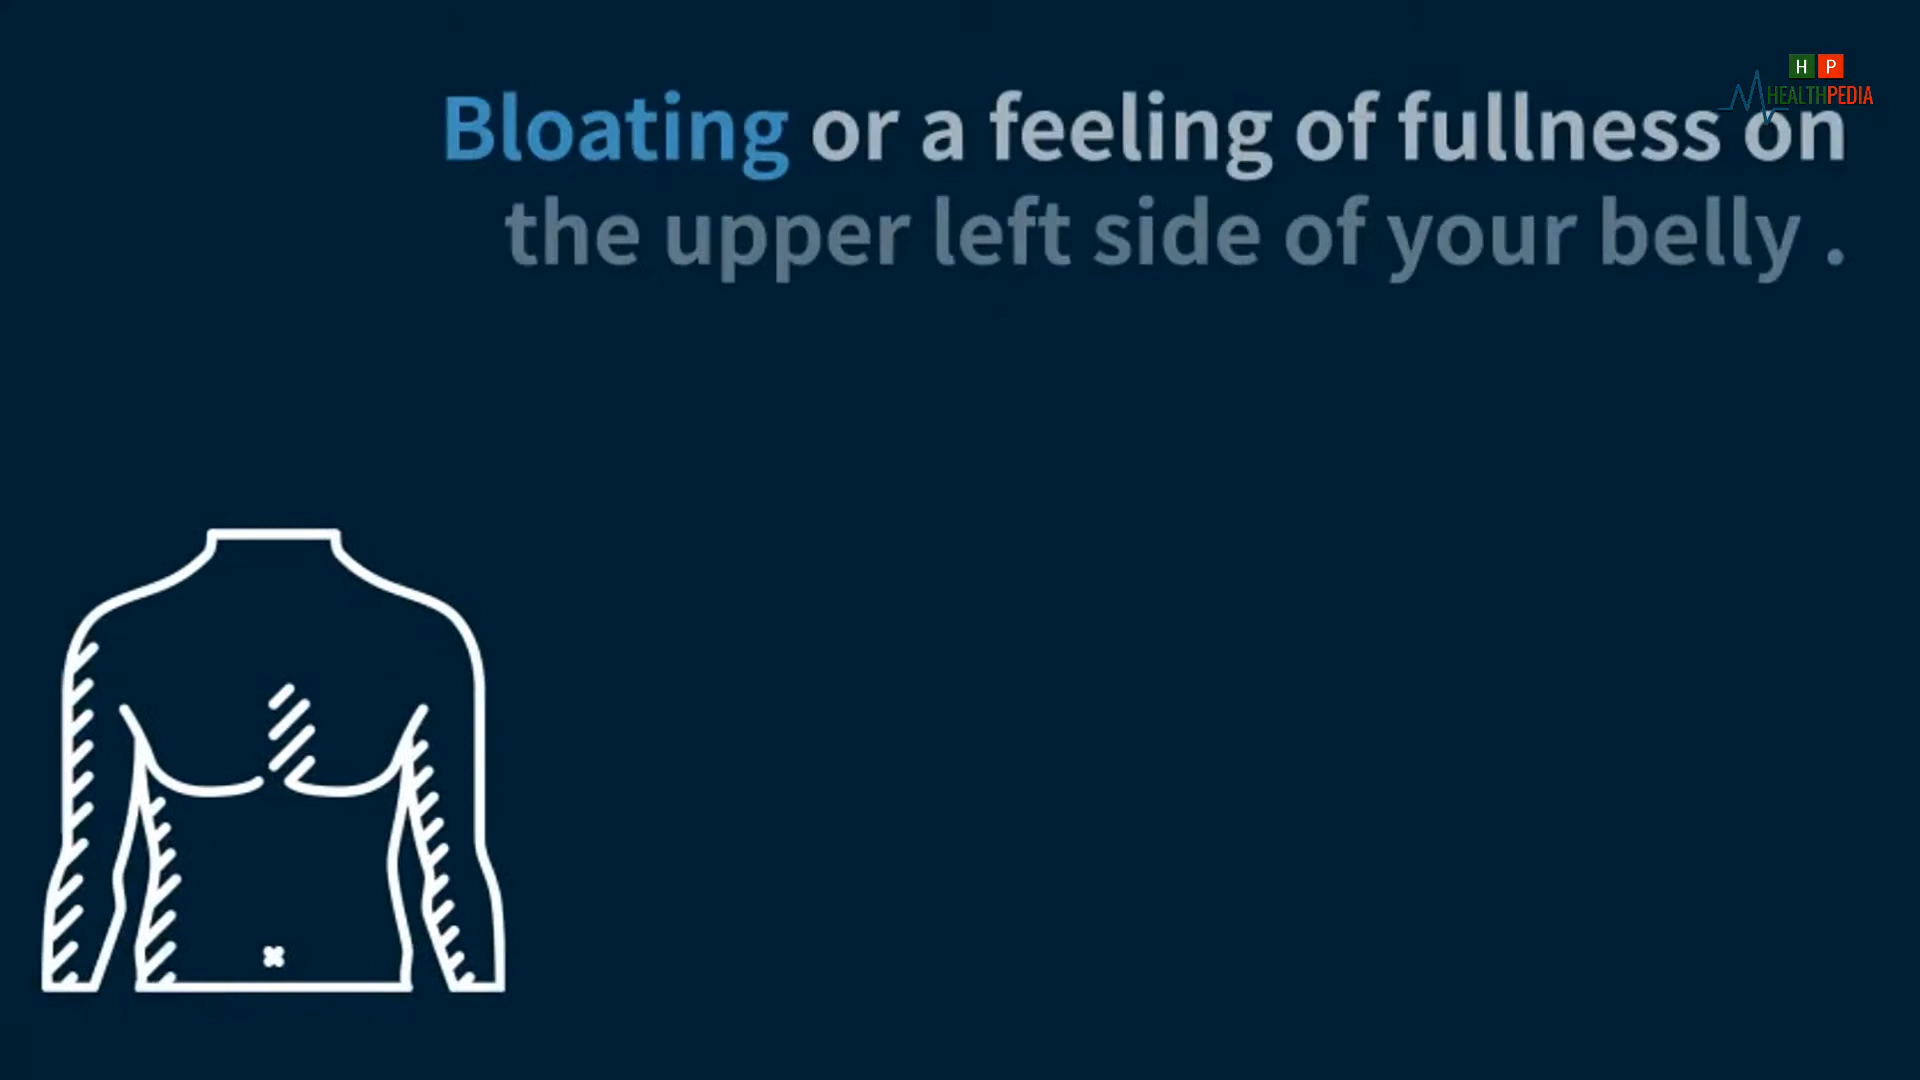 H P
HEALTHPEDIA
Bloating or a feeling of fullness on
the upper left side of your belly .